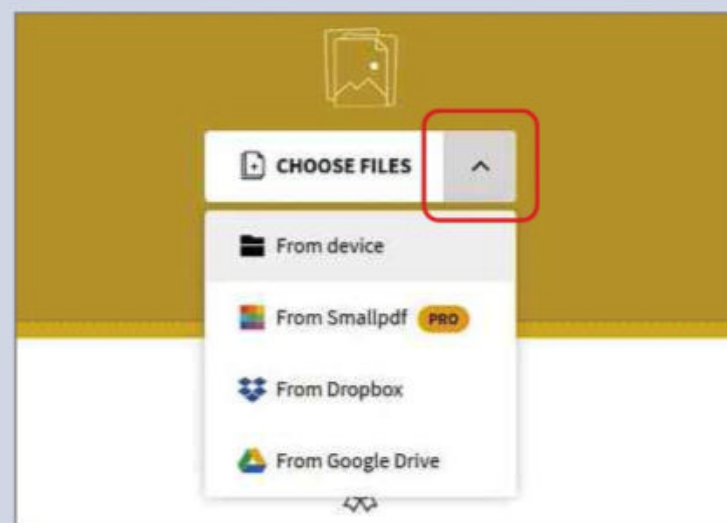 CHOOSE FILES
From device
From Smallpdf PRO
From Dropbox
From Google Drive